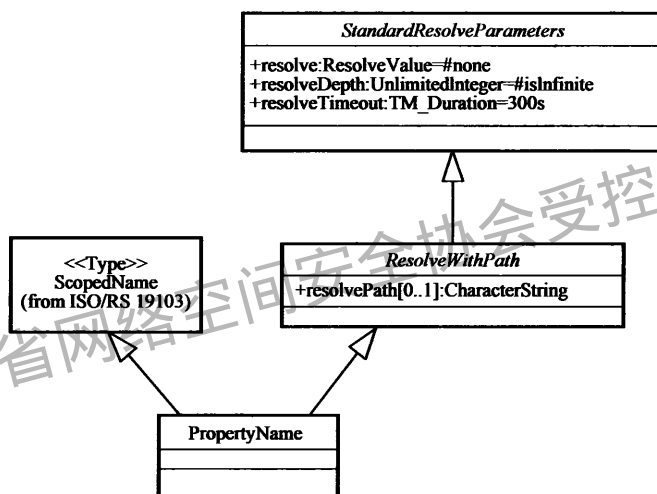 StandardResolveParameters
+resolve:ResolveValue=#none
+resolveDepth:UnlimitedInteger=#isInfinite
+resolveTimeout:TM_Duration=300s
<<Type>>
ScopedName
(from ISO/RS 19103)
ResolveWithPath
+resolvePath[0..1]:CharacterString
PropertyName
省网络空间安全协会受控